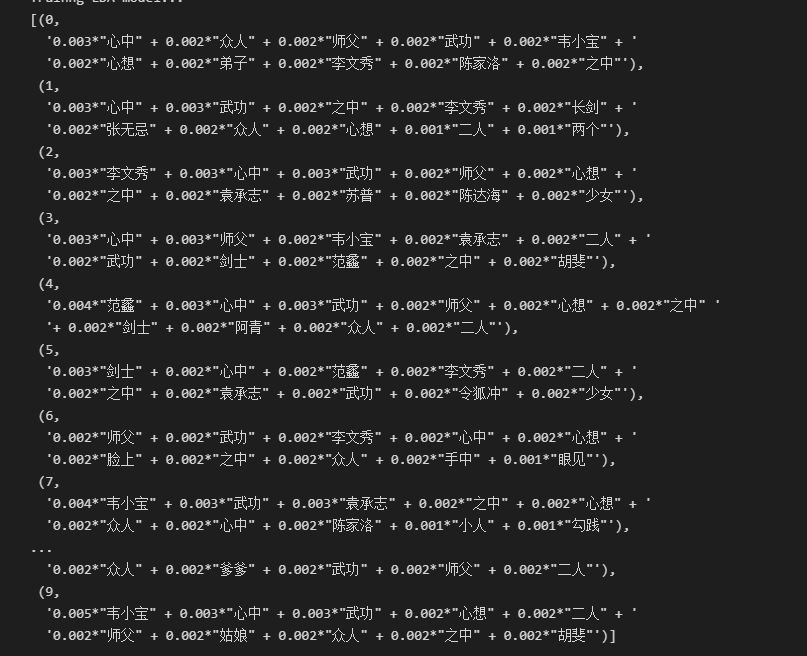 Training LDA model...
[(0,
'0.003*"心中" + 0.002*"众人" + 0.002*"师父" + 0.002*"武功" + 0.002*"韦小宝" + '
'0.002*"心想" + 0.002*"弟子" + 0.002*"李文秀" + 0.002*"陈家洛" + 0.002*"之中"'),
(1,
'0.003*"心中" + 0.003*"武功" + 0.002*"之中" + 0.002*"李文秀" + 0.002*"长剑" + '
'0.002*"张无忌" + 0.002*"众人" + 0.002*"心想" + 0.001*"二人" + 0.001*"两个"'),
(2,
'0.003*"李文秀" + 0.003*"心中" + 0.003*"武功" + 0.002*"师父" + 0.002*"心想" + '
'0.002*"之中" + 0.002*"袁承志" + 0.002*"苏普" + 0.002*"陈达海" + 0.002*"少女"'),
(3,
'0.003*"心中" + 0.003*"师父" + 0.002*"韦小宝" + 0.002*"袁承志" + 0.002*"二人" + '
'0.002*"武功" + 0.002*"剑士" + 0.002*"范蠡" + 0.002*"之中" + 0.002*"胡斐"'),
(4,
'0.004*"范蠡" + 0.003*"心中" + 0.003*"武功" + 0.002*"师父" + 0.002*"心想" + 0.002*"之中" '
'+ 0.002*"剑士" + 0.002*"阿青" + 0.002*"众人" + 0.002*"二人"'),
(5,
'0.003*"剑士" + 0.002*"心中" + 0.002*"范蠡" + 0.002*"李文秀" + 0.002*"二人" + '
'0.002*"之中" + 0.002*"袁承志" + 0.002*"武功" + 0.002*"令狐冲" + 0.002*"少女"'),
(6,
'0.002*"师父" + 0.002*"武功" + 0.002*"李文秀" + 0.002*"心中" + 0.002*"心想" + '
'0.002*"脸上" + 0.002*"之中" + 0.002*"众人" + 0.002*"手中" + 0.001*"眼见"'),
(7,
'0.004*"韦小宝" + 0.003*"武功" + 0.003*"袁承志" + 0.002*"之中" + 0.002*"心想" + '
'0.002*"众人" + 0.002*"心中" + 0.002*"陈家洛" + 0.001*"小人" + 0.001*"勾践"'),
...
'0.002*"众人" + 0.002*"爹爹" + 0.002*"武功" + 0.002*"师父" + 0.002*"二人"'),
(9,
'0.005*"韦小宝" + 0.003*"心中" + 0.003*"武功" + 0.002*"心想" + 0.002*"二人" + '
'0.002*"师父" + 0.002*"姑娘" + 0.002*"众人" + 0.002*"之中" + 0.002*"胡斐"')]